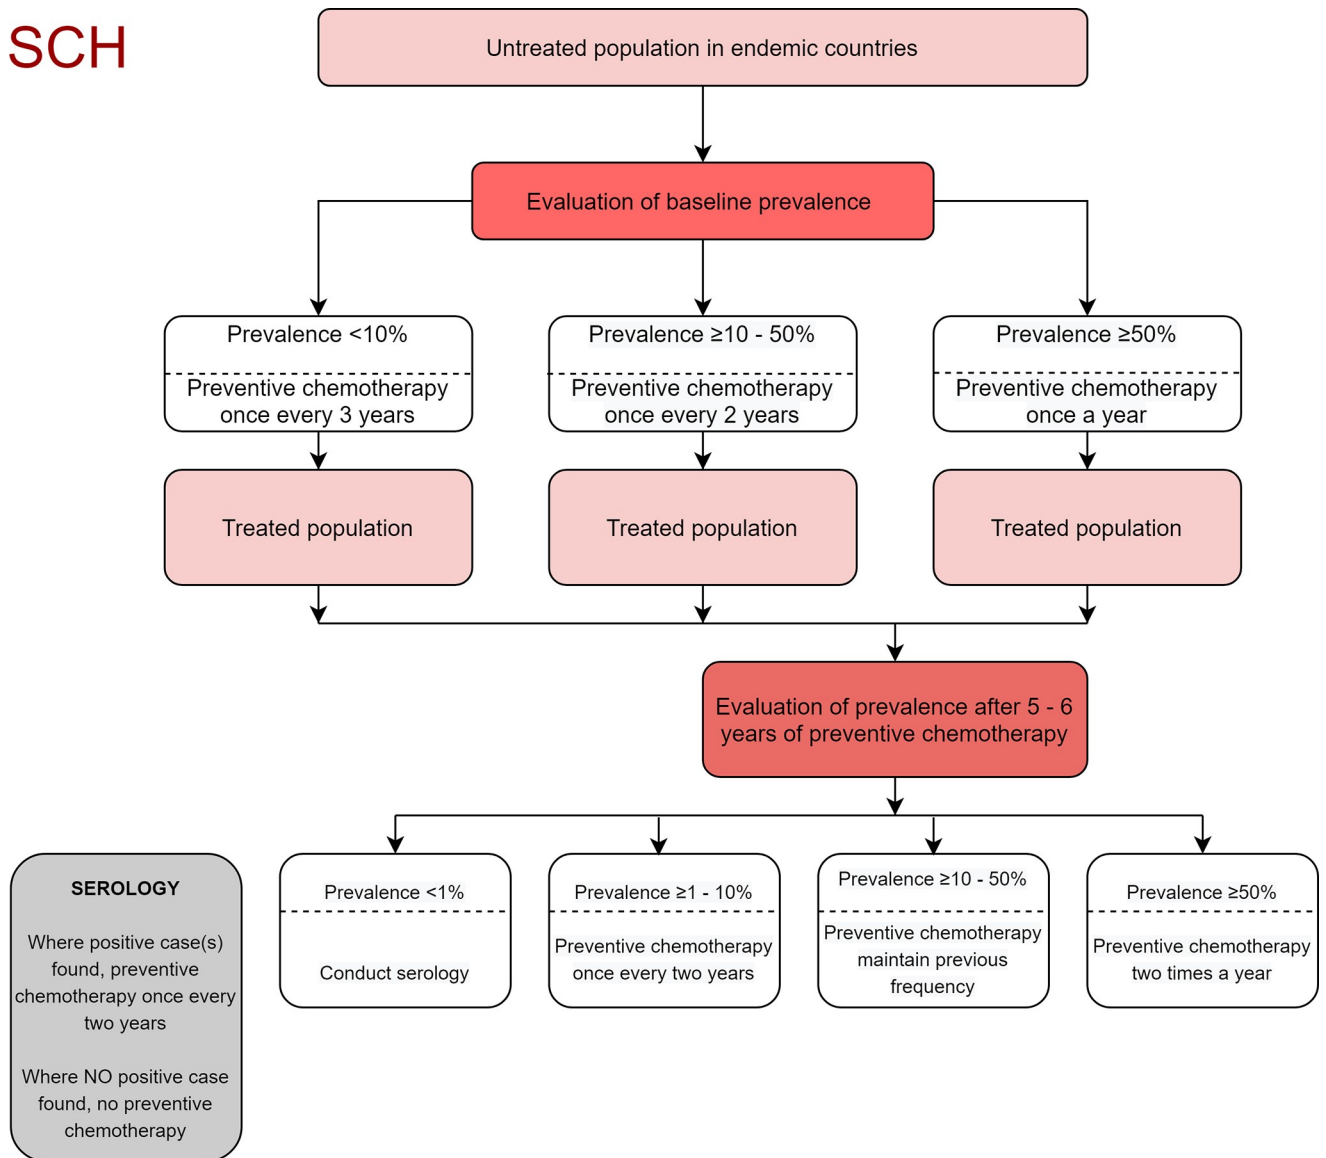 SCH
Untreated population in endemic countries
Evaluation of baseline prevalence
Prevalence <10%
Preventive chemotherapy
once every 3 years
Prevalence ≥10 - 50%
Preventive chemotherapy
once every 2 years
Prevalence ≥50%
Preventive chemotherapy
once a year
Treated population
Treated population
Treated population
Evaluation of prevalence after 5 - 6
years of preventive chemotherapy
SEROLOGY
Where positive case(s)
found, preventive
chemotherapy once every
two years
Where NO positive case
found, no preventive
chemotherapy
Prevalence <1%
Conduct serology
Prevalence ≥1 - 10%
Preventive chemotherapy
once every two years
Prevalence ≥10 - 50%
Preventive chemotherapy
maintain previous
frequency
Prevalence ≥50%
Preventive chemotherapy
two times a year